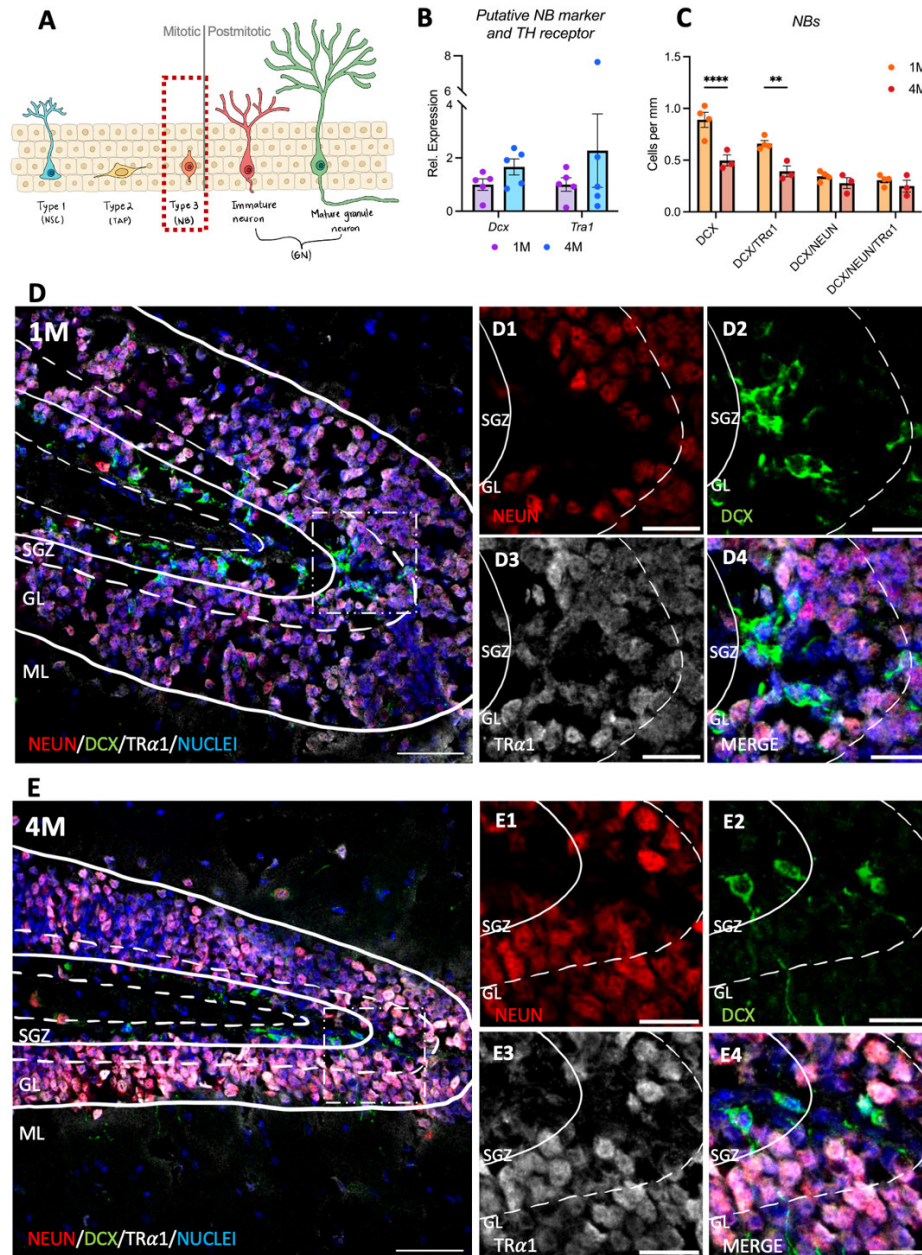 A
Mitotic
Postmitotic
Type 1
(NSC)
Type 2
(TAP)
Type 3
(NB)
Immature
neuron
Mature granule
neuron
(GN)
B
Putative NB marker
and TH receptor
Rel. Expression
8
6
4
4
2
0
Dcx
Tra1
1M
4M
C
NBs
1M
4M
****
**
Cells per mm
1.5
1.0
0.5
0.0
DCX
DCX/TRα1
DCX/NEUN
DCX/NEUN/TRα1
D
1M
SGZ
GL
ML
NEUN/DCX/TRα1/NUCLEI
D1
SGZ
GL
NEUN
D2
SGZ
GL
DCX
D3
SGZ
GL
TRα1
D4
SGZ
GL
MERGE
E
4M
SGZ
GL
ML
NEUN/DCX/TRα1/NUCLEI
E1
SGZ
GL
NEUN
E2
SGZ
GL
DCX
E3
SGZ
GL
TRα1
E4
SGZ
GL
MERGE